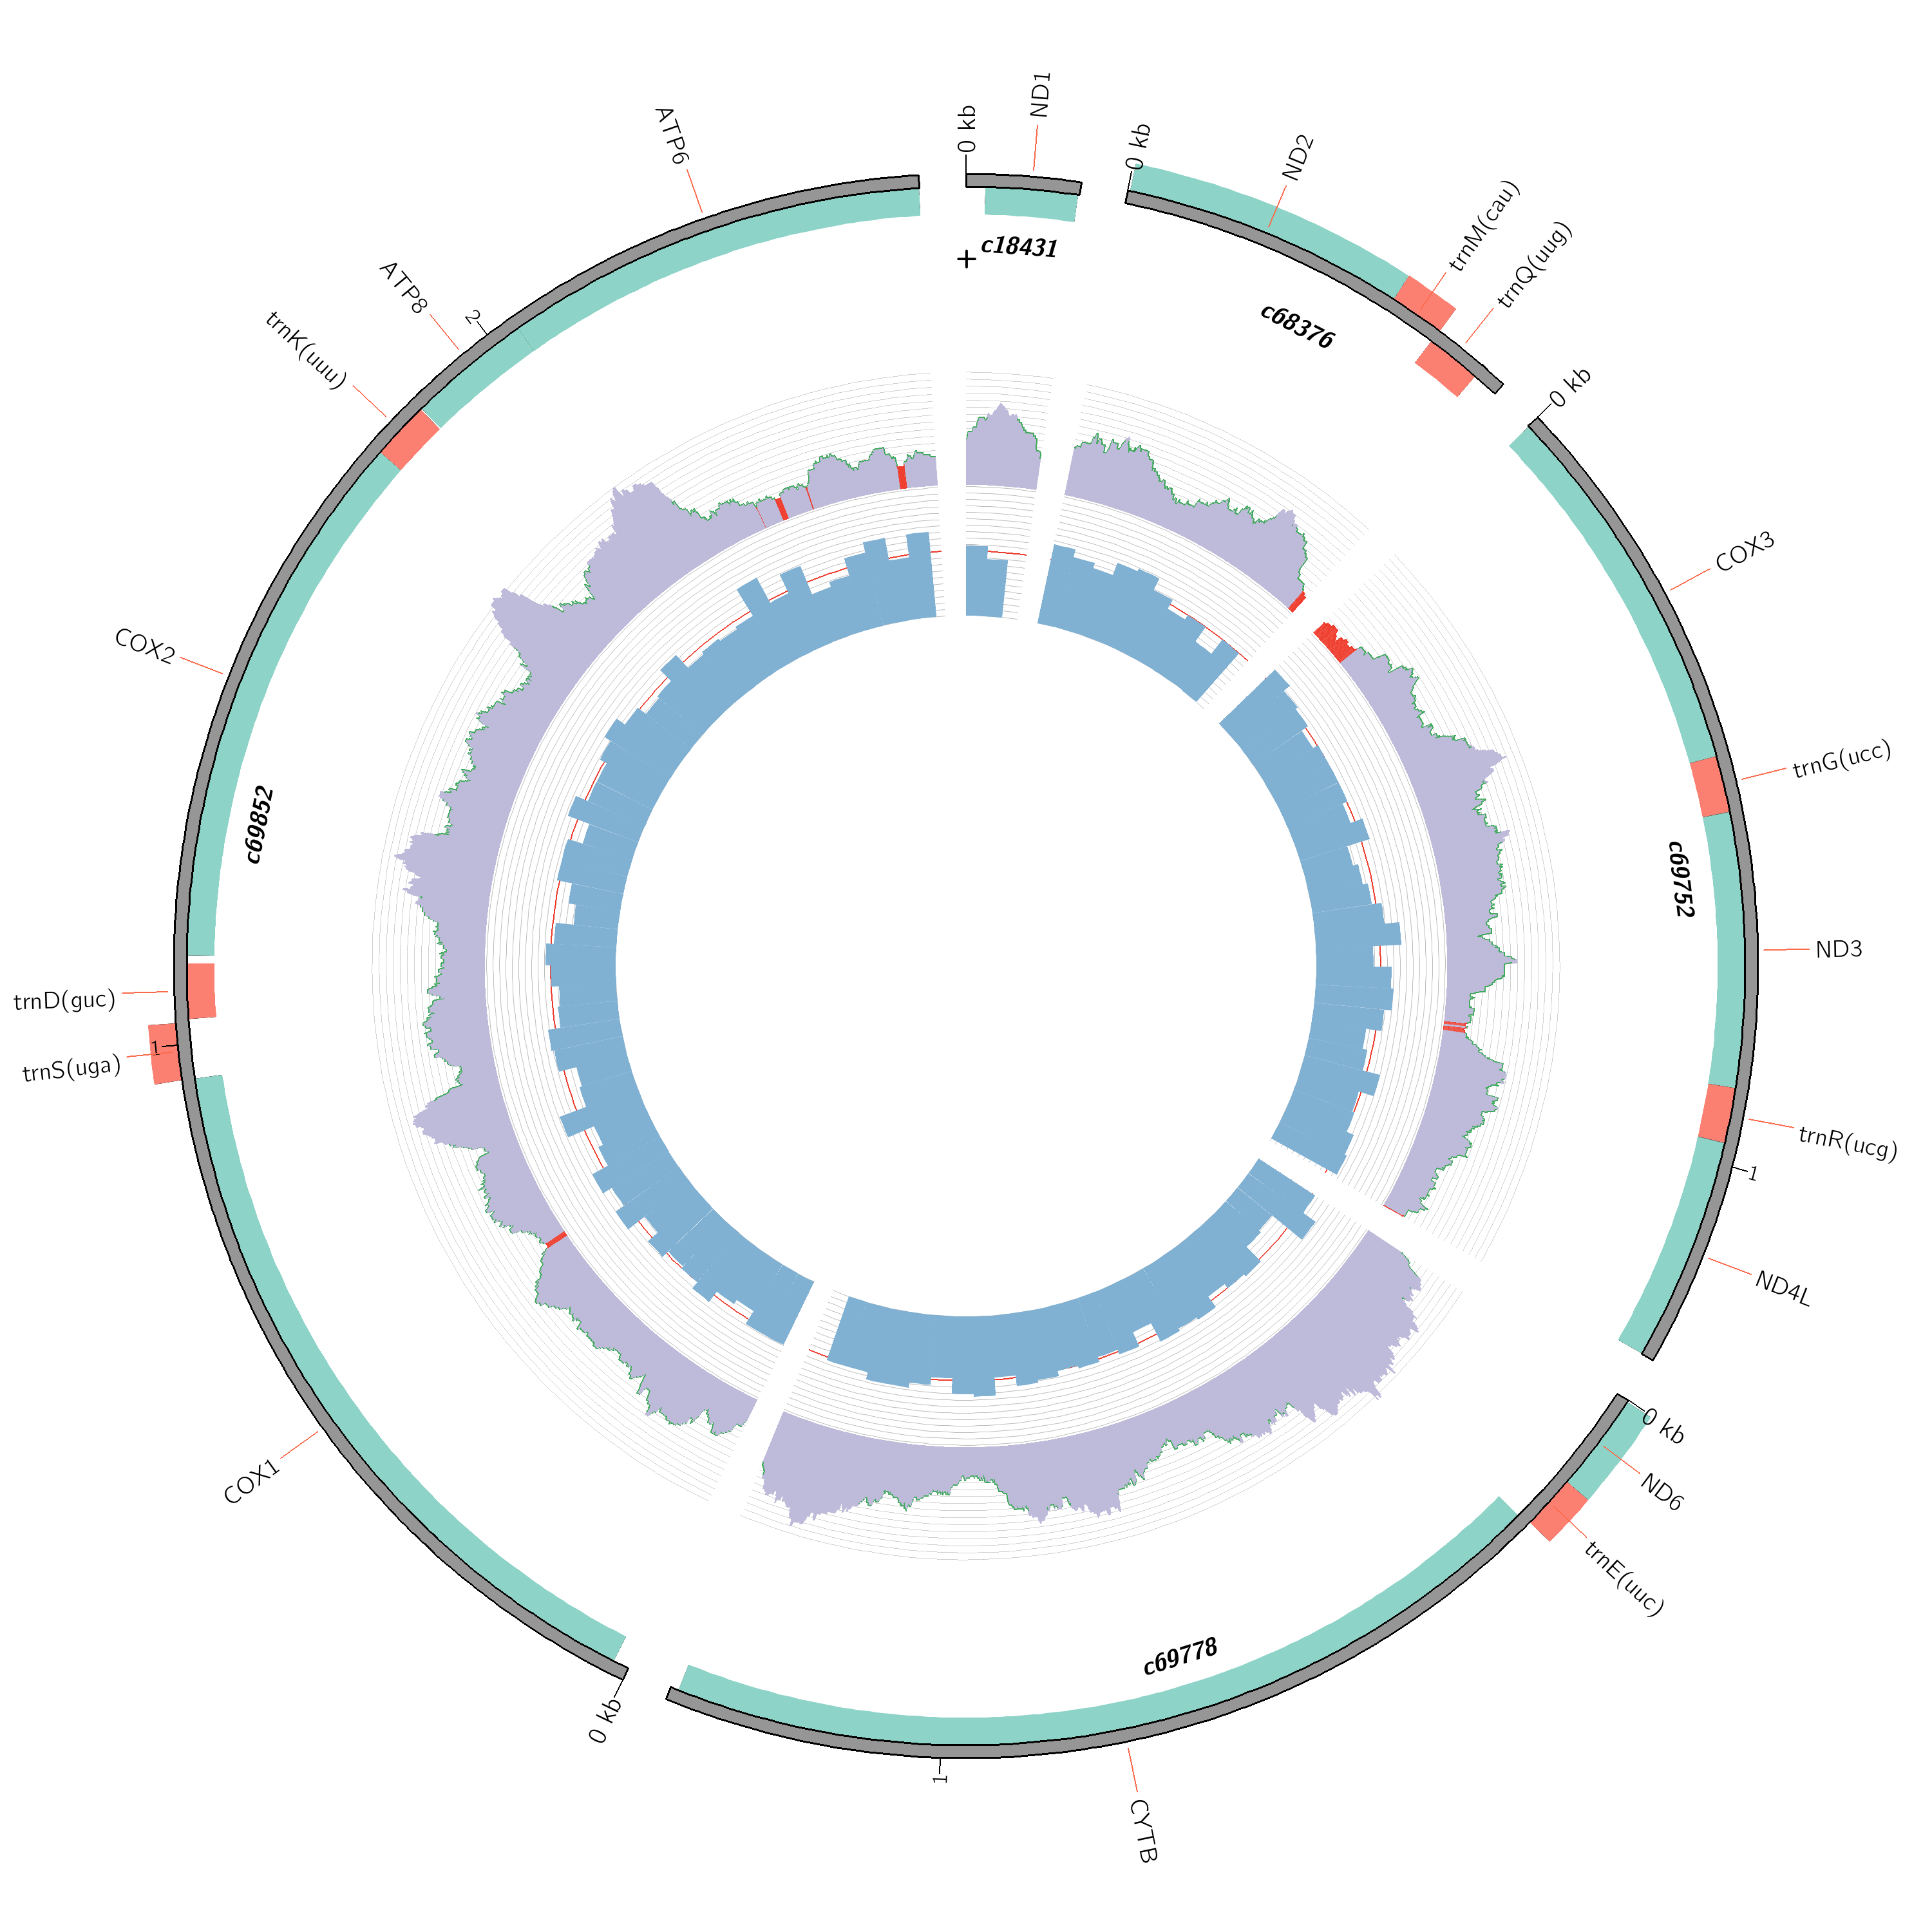 0 kb
ND1
c18431
+
0 kb
ND2
trnM(cau)
trnQ(uug)
c68376
0 kb
COX3
trnG(ucc)
c69752
ND3
trnR(ucg)
1
ND4L
0 kb
ND6
trnE(uuc)
c69778
CYTB
1
0 kb
COX1
trnS(uga)
1
trnD(guc)
c69852
COX2
trnK(uuu)
ATP8
2
ATP6